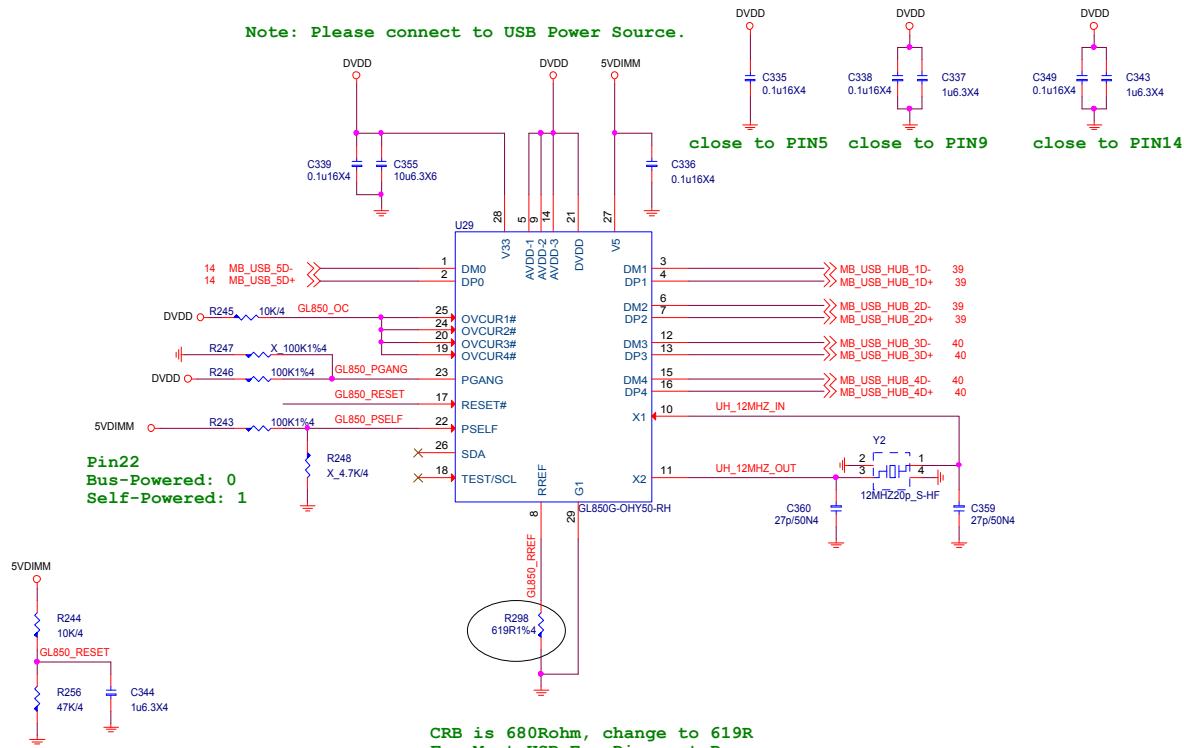 Note: Please connect to USB Power Source.
DVDD
DVDD
5VDIMM
DVDD
DVDD
DVDD
C335
0.1u16X4
C338
0.1u16X4
C337
1u6.3X4
C349
0.1u16X4
C343
1u6.3X4
close to PIN5
close to PIN9
close to PIN14
C339
0.1u16X4
C355
10u6.3X6
C336
0.1u16X4
28
5
9
14
21
27
U29
V33
AVDD-1
AVDD-2
AVDD-3
DVDD
V5
14 MB_USB_5D-
14 MB_USB_5D+
1
2
DM0
DP0
DM1
DP1
3
4
MB_USB_HUB_1D- 39
MB_USB_HUB_1D+ 39
DM2
DP2
6
7
MB_USB_HUB_2D- 39
MB_USB_HUB_2D+ 39
DVDD
R245
10K/4
GL850_OC
25
24
20
19
OVCUR1#
OVCUR2#
OVCUR3#
OVCUR4#
DM3
DP3
12
13
MB_USB_HUB_3D- 40
MB_USB_HUB_3D+ 40
R247
X_100K1%4
DVDD
R246
100K1%4
GL850_PGANG
23
PGANG
DM4
DP4
15
16
MB_USB_HUB_4D- 40
MB_USB_HUB_4D+ 40
GL850_RESET
17
RESET#
X1
10
UH_12MHZ_IN
5VDIMM
R243
100K1%4
GL850_PSELF
22
PSELF
R248
X_4.7K/4
26
SDA
18
TEST/SCL
X2
11
UH_12MHZ_OUT
Y2
2
3
1
4
12MHZ20p_S-HF
C360
27p/50N4
C359
27p/50N4
Pin22
Bus-Powered: 0
Self-Powered: 1
RREF
G1
8
29
GL850G-OHY50-RH
GL850_RREF
R298
619R1%4
5VDIMM
R244
10K/4
GL850_RESET
R256
47K/4
C344
1u6.3X4
CRB is 680Rohm, change to 619R